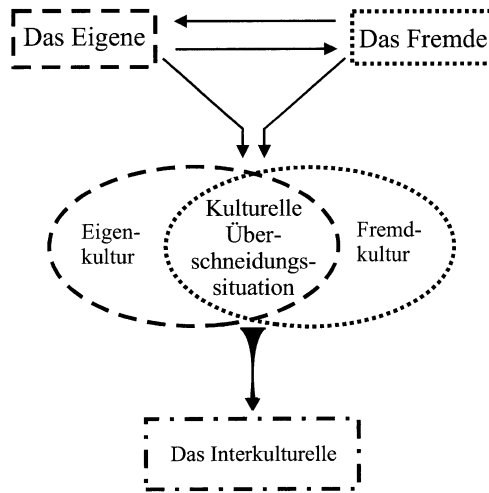 Das Eigene
Das Fremde
Eigen-
kultur
Kulturelle
Über-
schneidungs-
situation
Fremd-
kultur
Das Interkulturelle